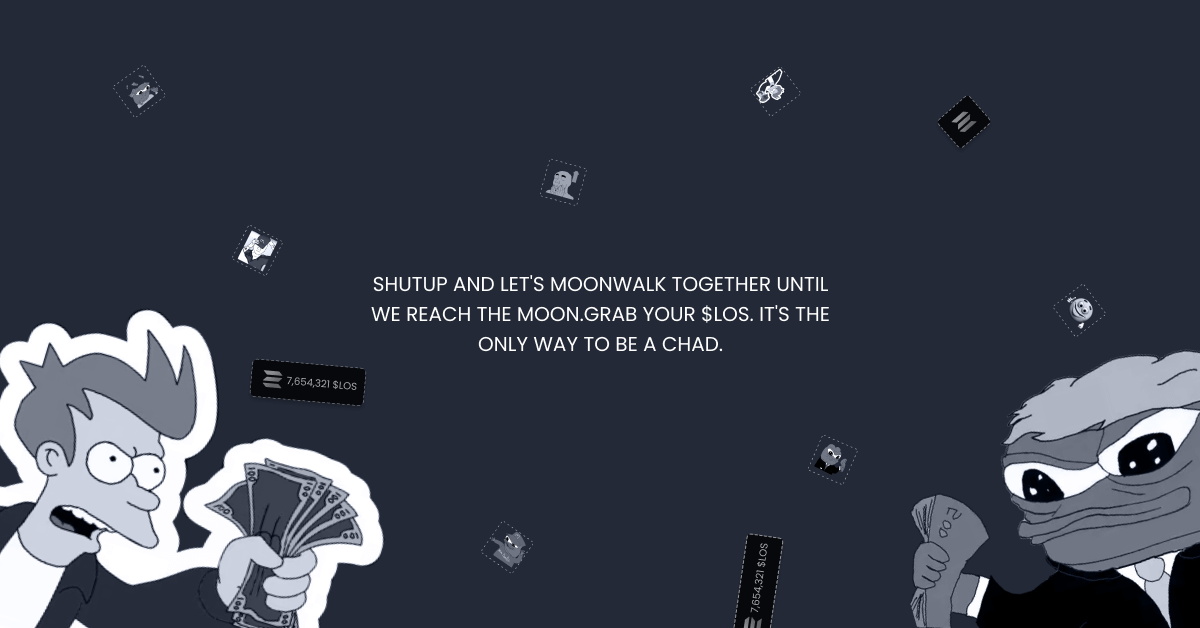 SHUTUP AND LET'S MOONWALK TOGETHER UNTIL
WE REACH THE MOON.GRAB YOUR $LOS. IT'S THE
ONLY WAY TO BE A CHAD.
7,654,321 $LOS
7,654,321 $LOS